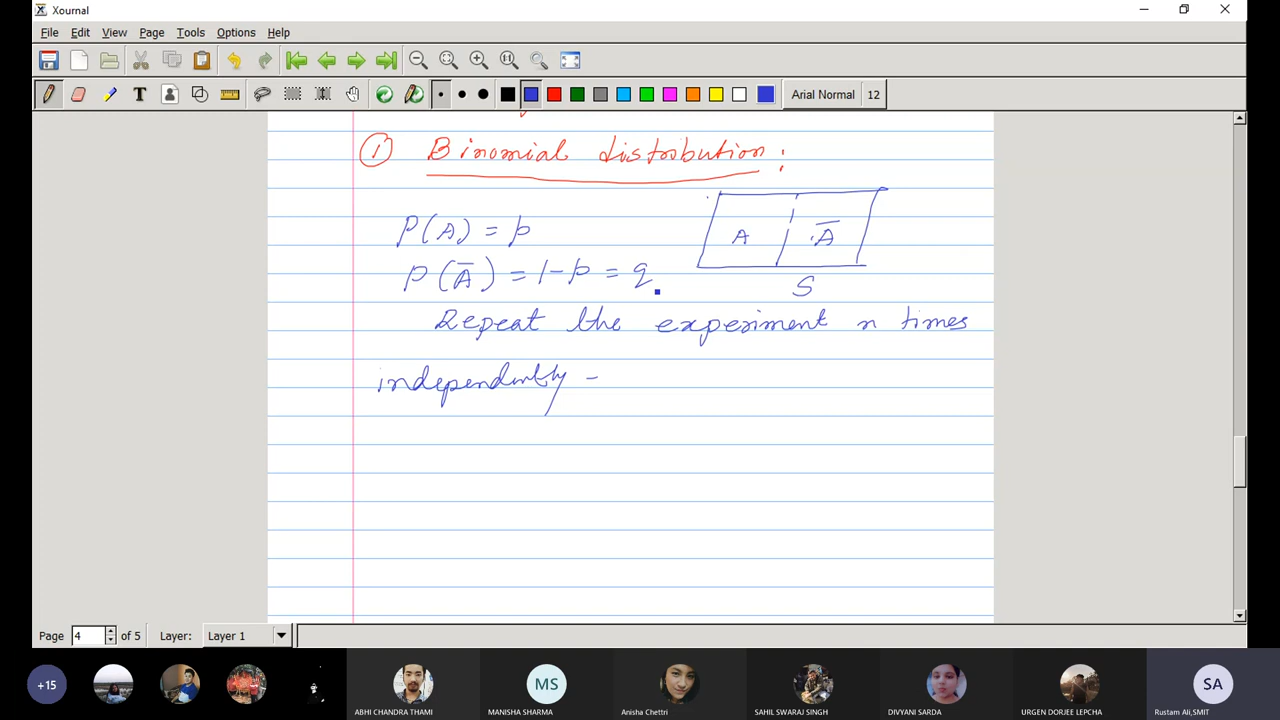 Xournal
File Edit View Page Tools Options Help
Arial Normal 12
① Binomial distribution :
P(A) = p
A Ā
P(Ā) = 1-p = q.
S
Repeat the experiment n times
independently -
Page 4 of 5 Layer: Layer 1
+15
MS
SA
ABHI CHANDRA THAMI
MANISHA SHARMA
Anisha Chettri
SAHIL SWARAJ SINGH
DIVYANI SARDA
URGEN DORJEE LEPCHA
Rustam Ali,SMIT